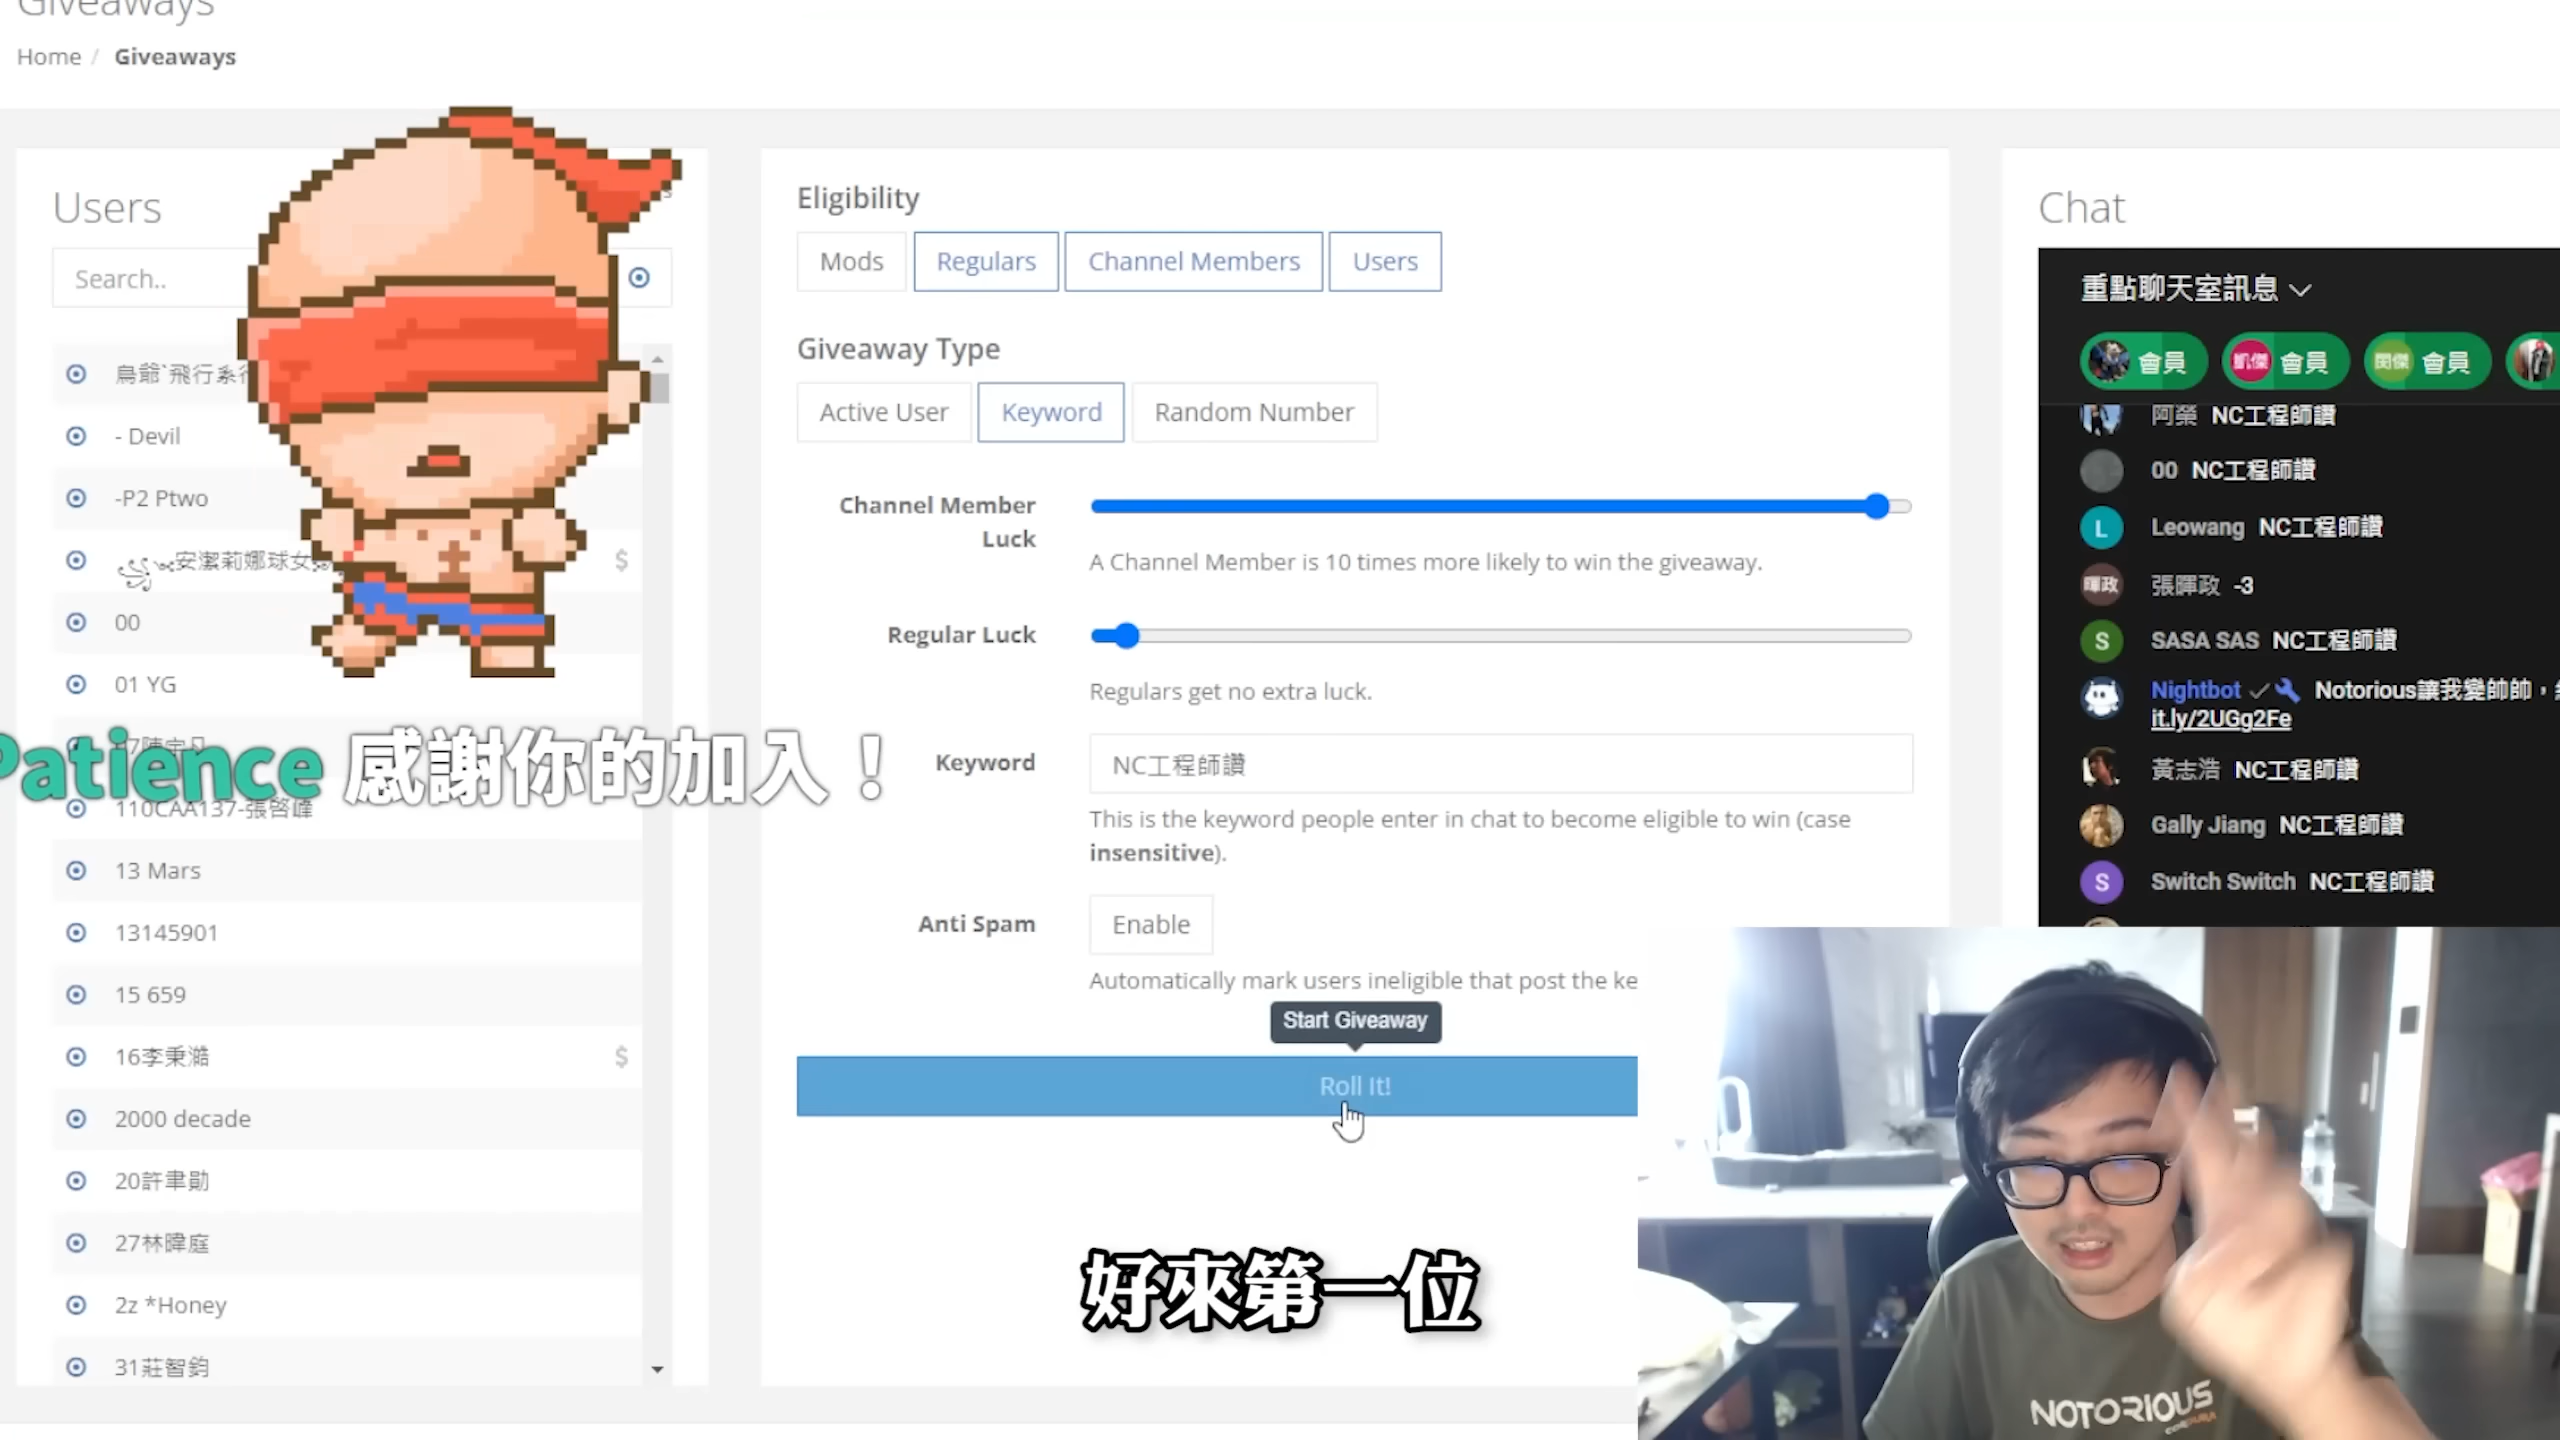 Giveaways
Home / Giveaways
Users
Search..
鳥爺`飛行系
- Devil
-P2 Ptwo
安潔莉娜球女
$
00
01 YG
Patience 感謝你的加入！
110CAA137-張啓峰
13 Mars
13145901
15 659
16李秉澔
$
2000 decade
20許聿勛
27林暐庭
2z *Honey
31莊智鈞
Eligibility
Mods
Regulars
Channel Members
Users
Giveaway Type
Active User
Keyword
Random Number
Channel Member Luck
A Channel Member is 10 times more likely to win the giveaway.
Regular Luck
Regulars get no extra luck.
Keyword
NC工程師讚
This is the keyword people enter in chat to become eligible to win (case
insensitive).
Anti Spam
Enable
Automatically mark users ineligible that post the ke
Start Giveaway
Roll It!
好來第一位
Chat
重點聊天室訊息
會員
凱傑 會員
閔傑 會員
阿榮 NC工程師讚
00 NC工程師讚
L Leowang NC工程師讚
暉政 張暉政 -3
S SASA SAS NC工程師讚
Nightbot Notorious讓我變帥帥，
it.ly/2UGg2Fe
黃志浩 NC工程師讚
Gally Jiang NC工程師讚
S Switch Switch NC工程師讚
NOTORIOUS